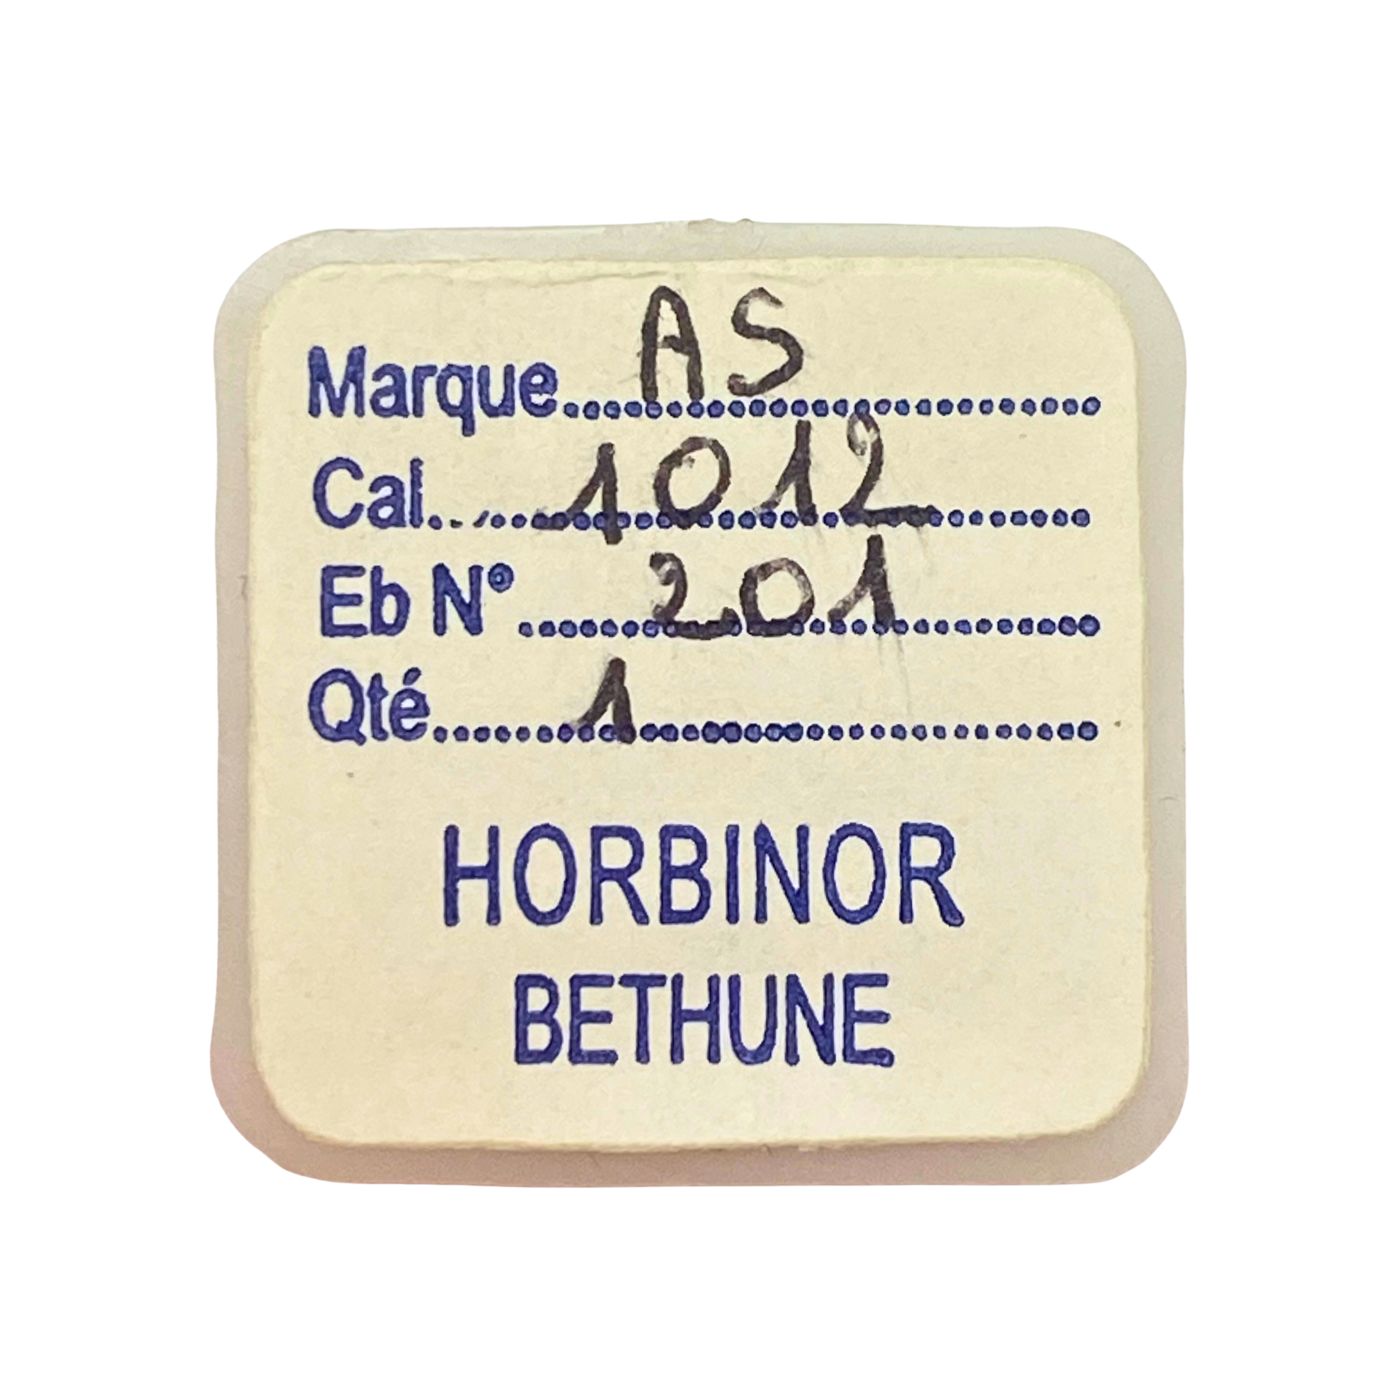 Marque.......AS.......
Cal.......1012.......
Eb N° .......201.......
Qté.......1.......
HORBINOR
BETHUNE